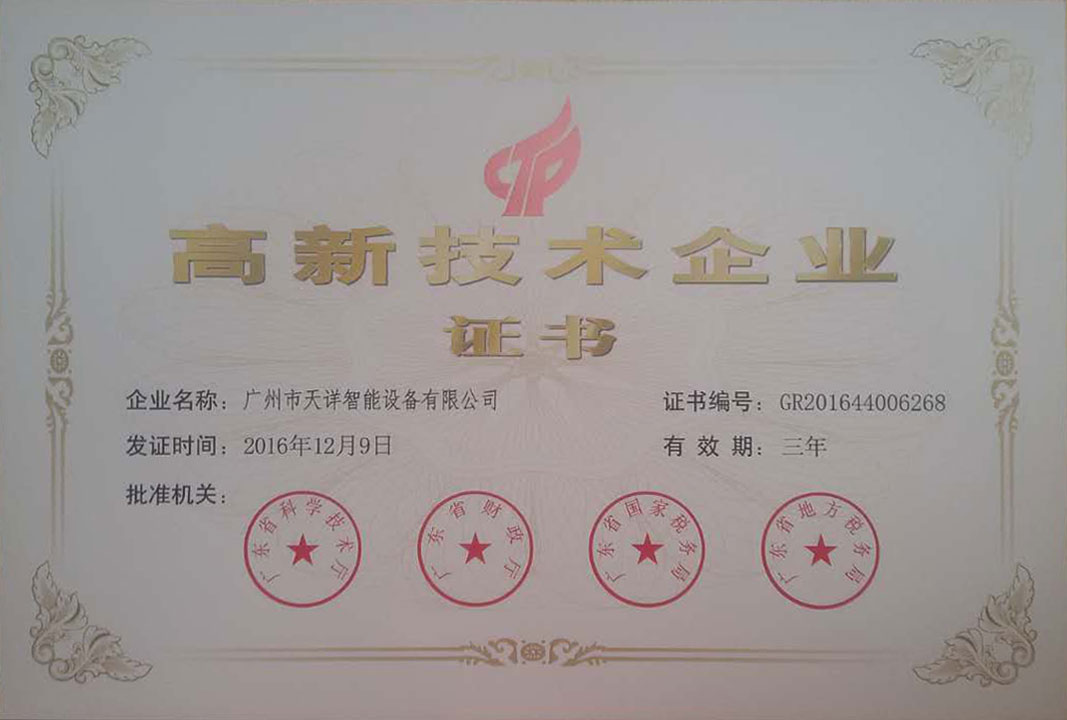 CTP
高新技术企业
证书
企业名称：广州市天详智能设备有限公司
证书编号：GR201644006268
发证时间：2016年12月9日
有效期：三年
批准机关：
广东省科学技术厅
广东省财政厅
广东省国家税务局
广东省地方税务局